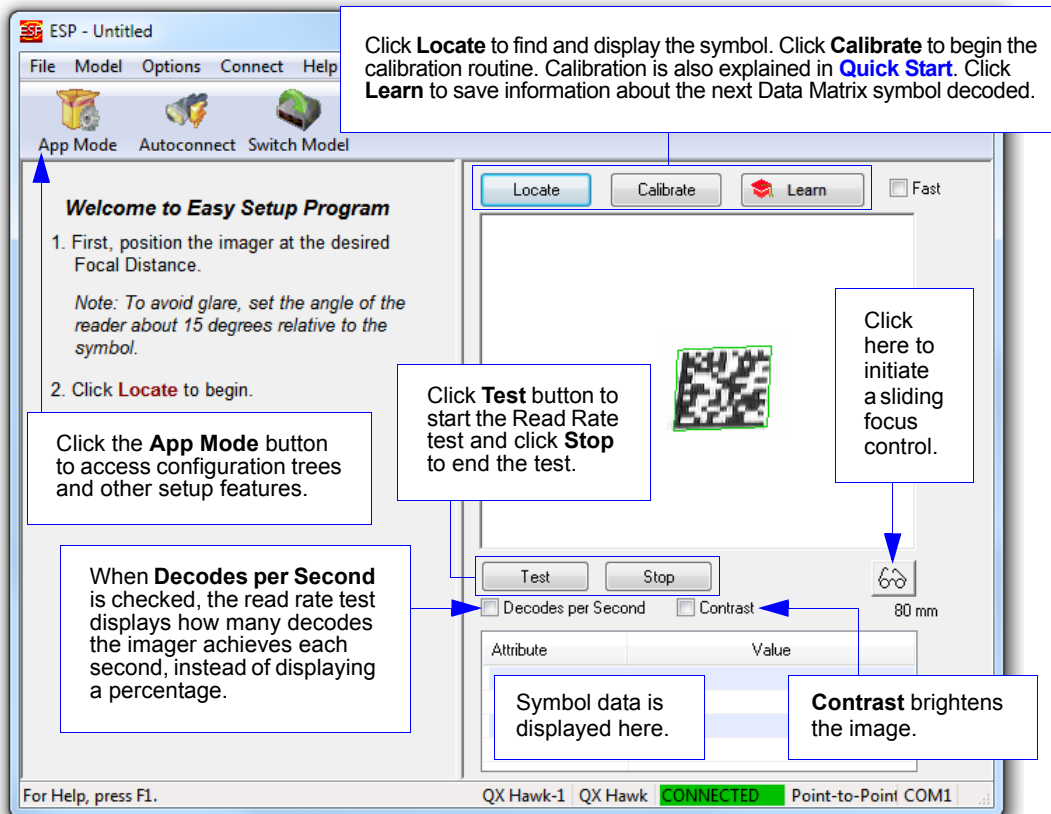 ESP - Untitled
File Model Options Connect Help
App Mode Autoconnect Switch Model
Click Locate to find and display the symbol. Click Calibrate to begin the
calibration routine. Calibration is also explained in Quick Start. Click
Learn to save information about the next Data Matrix symbol decoded.
Welcome to Easy Setup Program
1. First, position the imager at the desired
Focal Distance.
Note: To avoid glare, set the angle of the
reader about 15 degrees relative to the
symbol.
2. Click Locate to begin.
Click the App Mode button
to access configuration trees
and other setup features.
When Decodes per Second
is checked, the read rate test
displays how many decodes
the imager achieves each
second, instead of displaying
a percentage.
Locate Calibrate Learn Fast
Click
here to
initiate
a sliding
focus
control.
Click Test button to
start the Read Rate
test and click Stop
to end the test.
Test Stop
Decodes per Second Contrast 80 mm
Attribute Value
Symbol data is
displayed here.
Contrast brightens
the image.
For Help, press F1. QX Hawk-1 QX Hawk CONNECTED Point-to-Point COM1